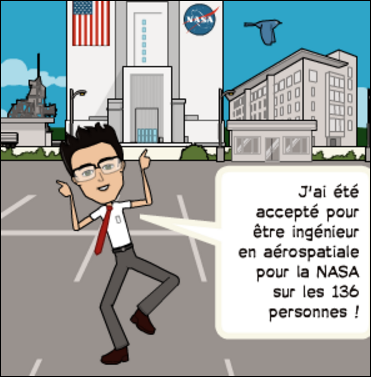 NASA
J'ai été
accepté pour
être ingénieur
en aérospatiale
pour la NASA
sur les 136
personnes !